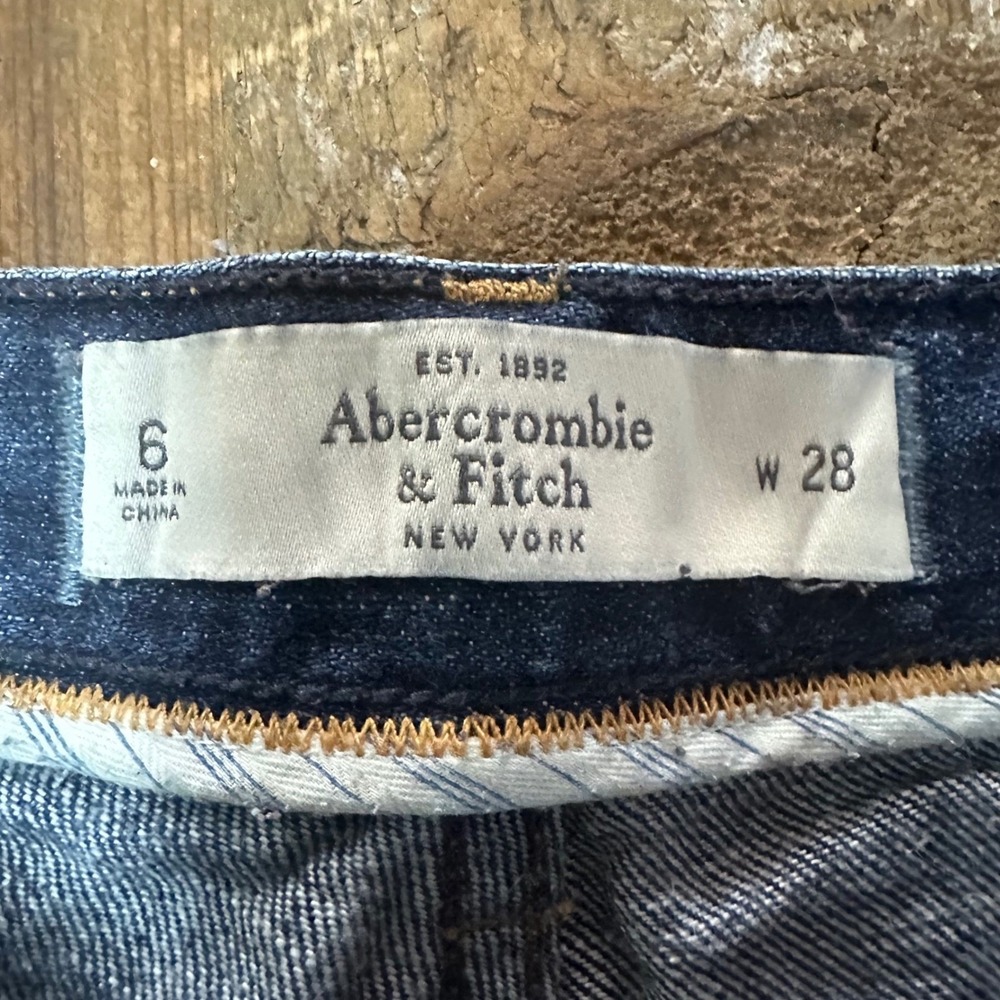 EST. 1892
Abercrombie
& Fitch
NEW YORK
6
MADE IN
CHINA
W 28